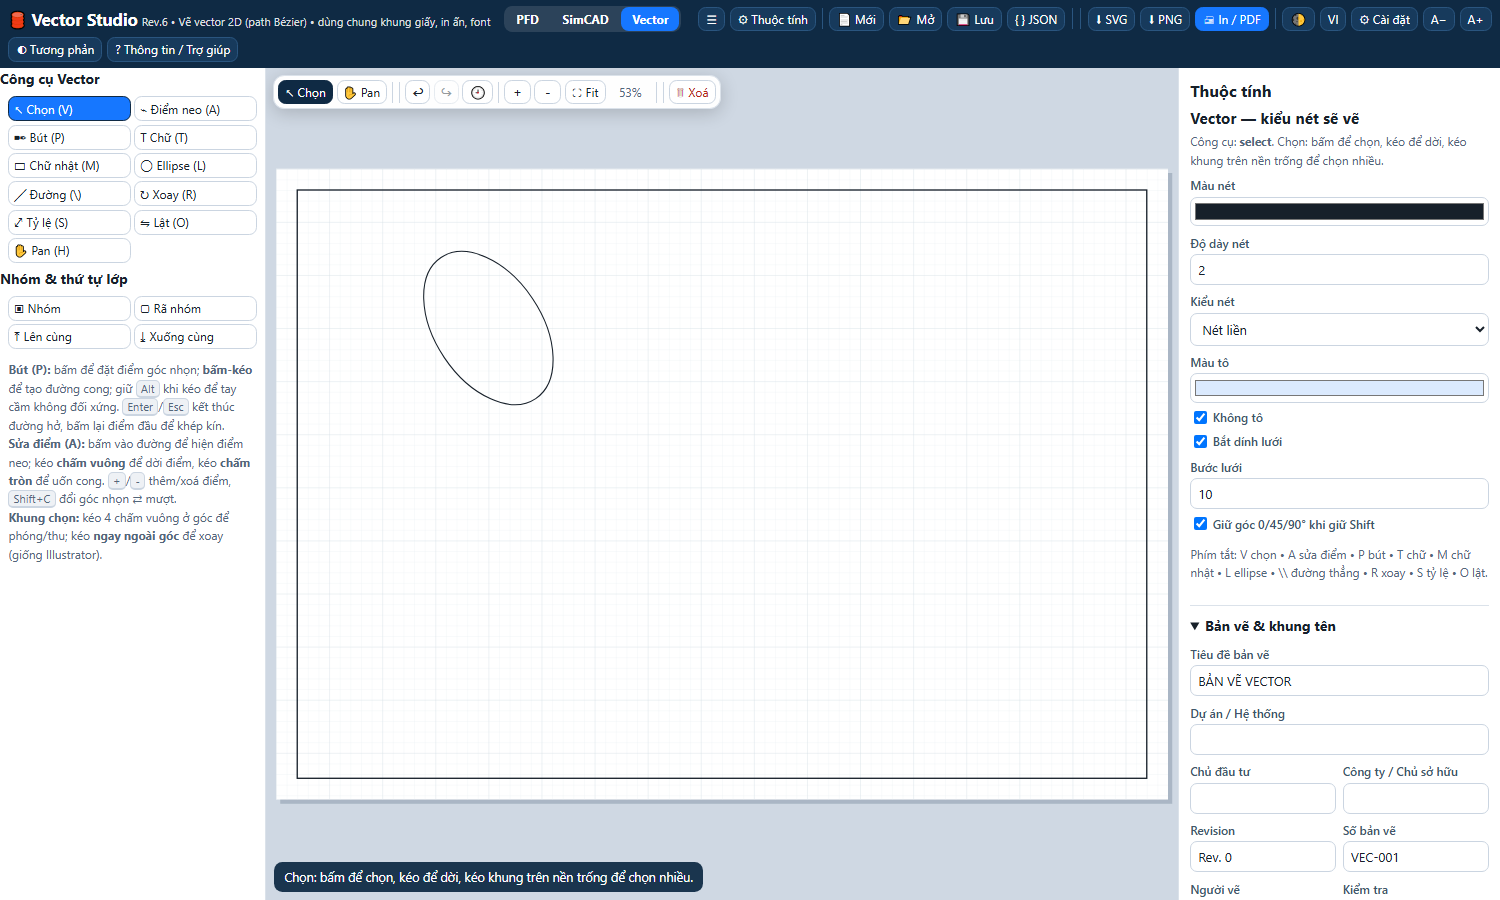 Vector Studio Rev.6 • Vẽ vector 2D (path Bézier) • dùng chung khung giấy, in ấn, font
PFD SimCAD Vector
☰ ⚙ Thuộc tính Mới Mở Lưu { } JSON ⬇ SVG ⬇ PNG In / PDF VI ⚙ Cài đặt A− A+
◐ Tương phản ? Thông tin / Trợ giúp
Công cụ Vector
↖ Chọn (V) Điểm neo (A)
Bút (P) T Chữ (T)
Chữ nhật (M) Ellipse (L)
Đường (\) ↻ Xoay (R)
⤢ Tỷ lệ (S) ⇋ Lật (O)
Pan (H)
Nhóm & thứ tự lớp
▣ Nhóm ▢ Rã nhóm
⤒ Lên cùng ⤓ Xuống cùng
Bút (P): bấm để đặt điểm góc nhọn; bấm-kéo
để tạo đường cong; giữ Alt khi kéo để tay
cầm không đối xứng. Enter/Esc kết thúc
đường hở, bấm lại điểm đầu để khép kín.
Sửa điểm (A): bấm vào đường để hiện điểm
neo; kéo chấm vuông để dời điểm, kéo chấm
tròn để uốn cong. +/- thêm/xoá điểm,
Shift+C đổi góc nhọn ⇄ mượt.
Khung chọn: kéo 4 chấm vuông ở góc để
phóng/thu; kéo ngay ngoài góc để xoay
(giống Illustrator).
↖ Chọn Pan ↩ ↪ + - ⛶ Fit 53% Xoá
Chọn: bấm để chọn, kéo để dời, kéo khung trên nền trống để chọn nhiều.
Thuộc tính
Vector — kiểu nét sẽ vẽ
Công cụ: select. Chọn: bấm để chọn, kéo để dời, kéo
khung trên nền trống để chọn nhiều.
Màu nét
Độ dày nét
2
Kiểu nét
Nét liền
Màu tô
Không tô
Bắt dính lưới
Bước lưới
10
Giữ góc 0/45/90° khi giữ Shift
Phím tắt: V chọn • A sửa điểm • P bút • T chữ • M chữ
nhật • L ellipse • \\ đường thẳng • R xoay • S tỷ lệ • O lật.
▼ Bản vẽ & khung tên
Tiêu đề bản vẽ
BẢN VẼ VECTOR
Dự án / Hệ thống
Chủ đầu tư Công ty / Chủ sở hữu
Revision Số bản vẽ
Rev. 0 VEC-001
Người vẽ Kiểm tra